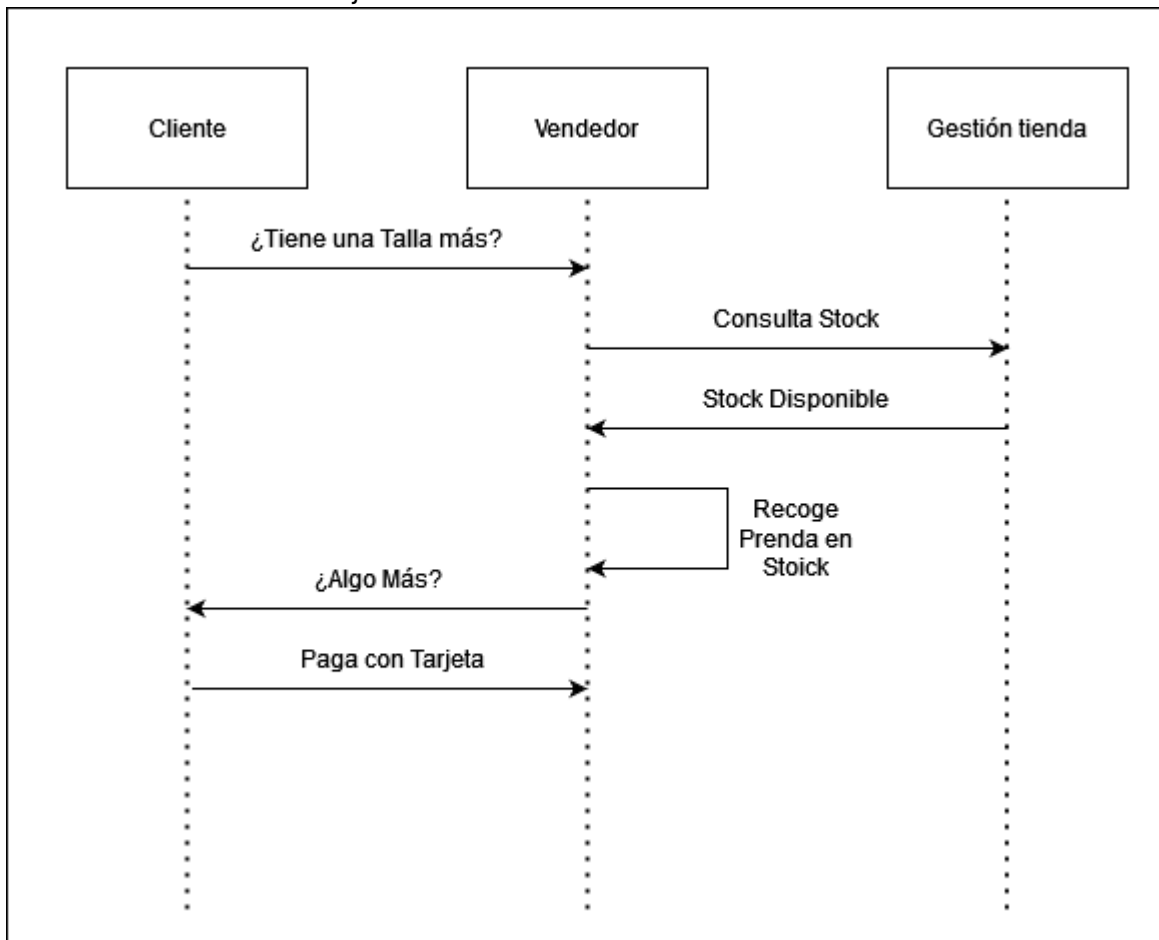 Cliente
Vendedor
Gestión tienda
¿Tiene una Talla más?
Consulta Stock
Stock Disponible
Recoge
Prenda en
Stoick
¿Algo Más?
Paga con Tarjeta